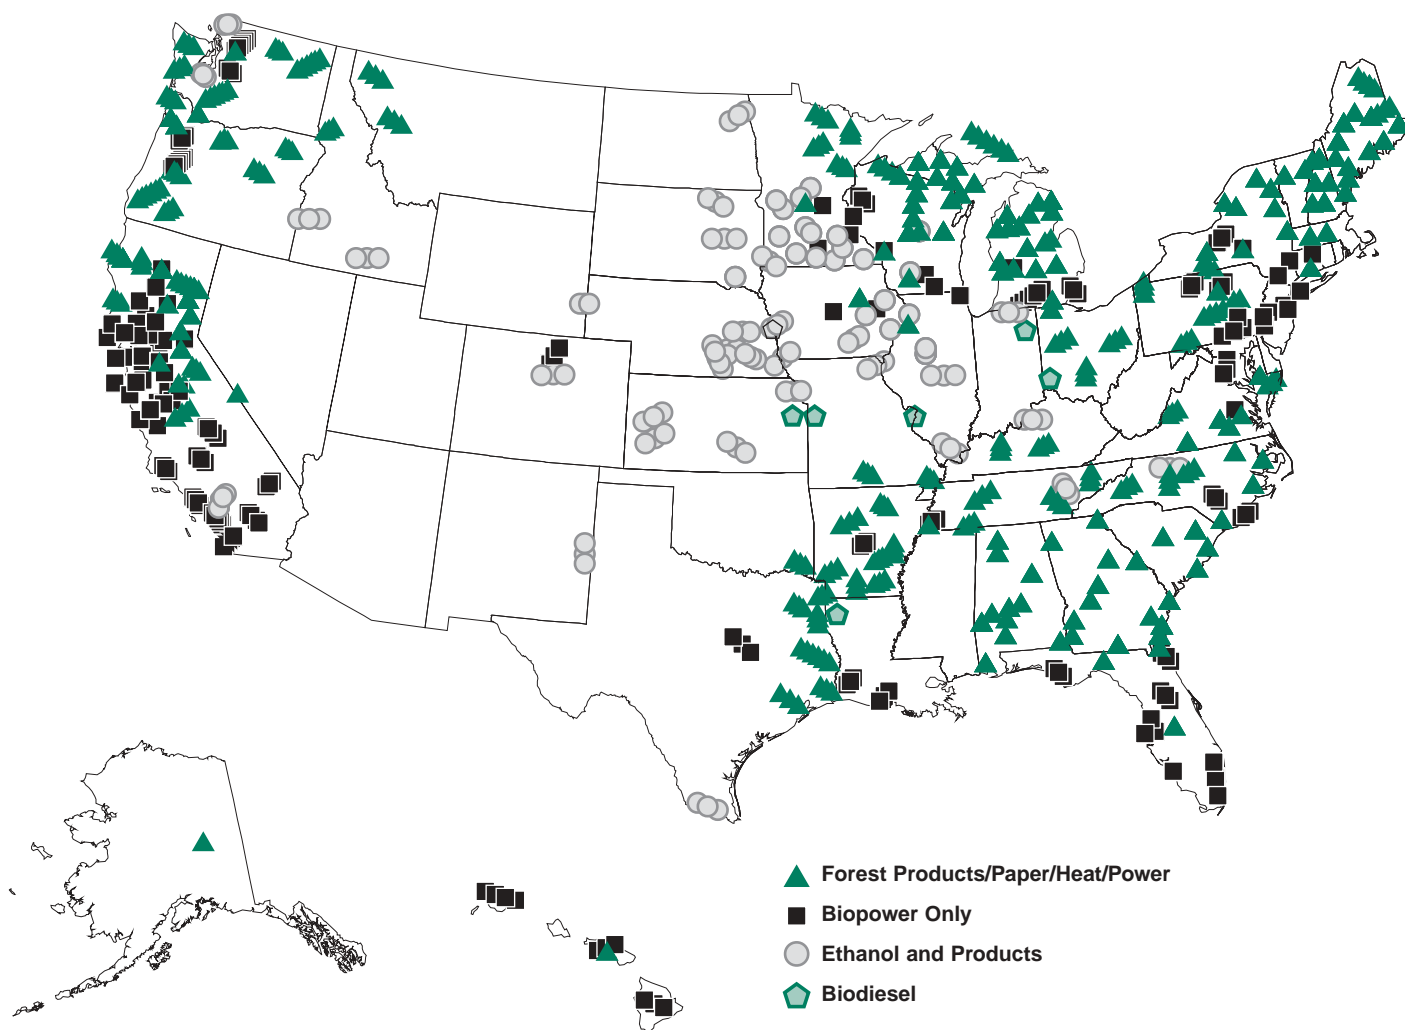 Forest Products/Paper/Heat/Power
Biopower Only
Ethanol and Products
Biodiesel